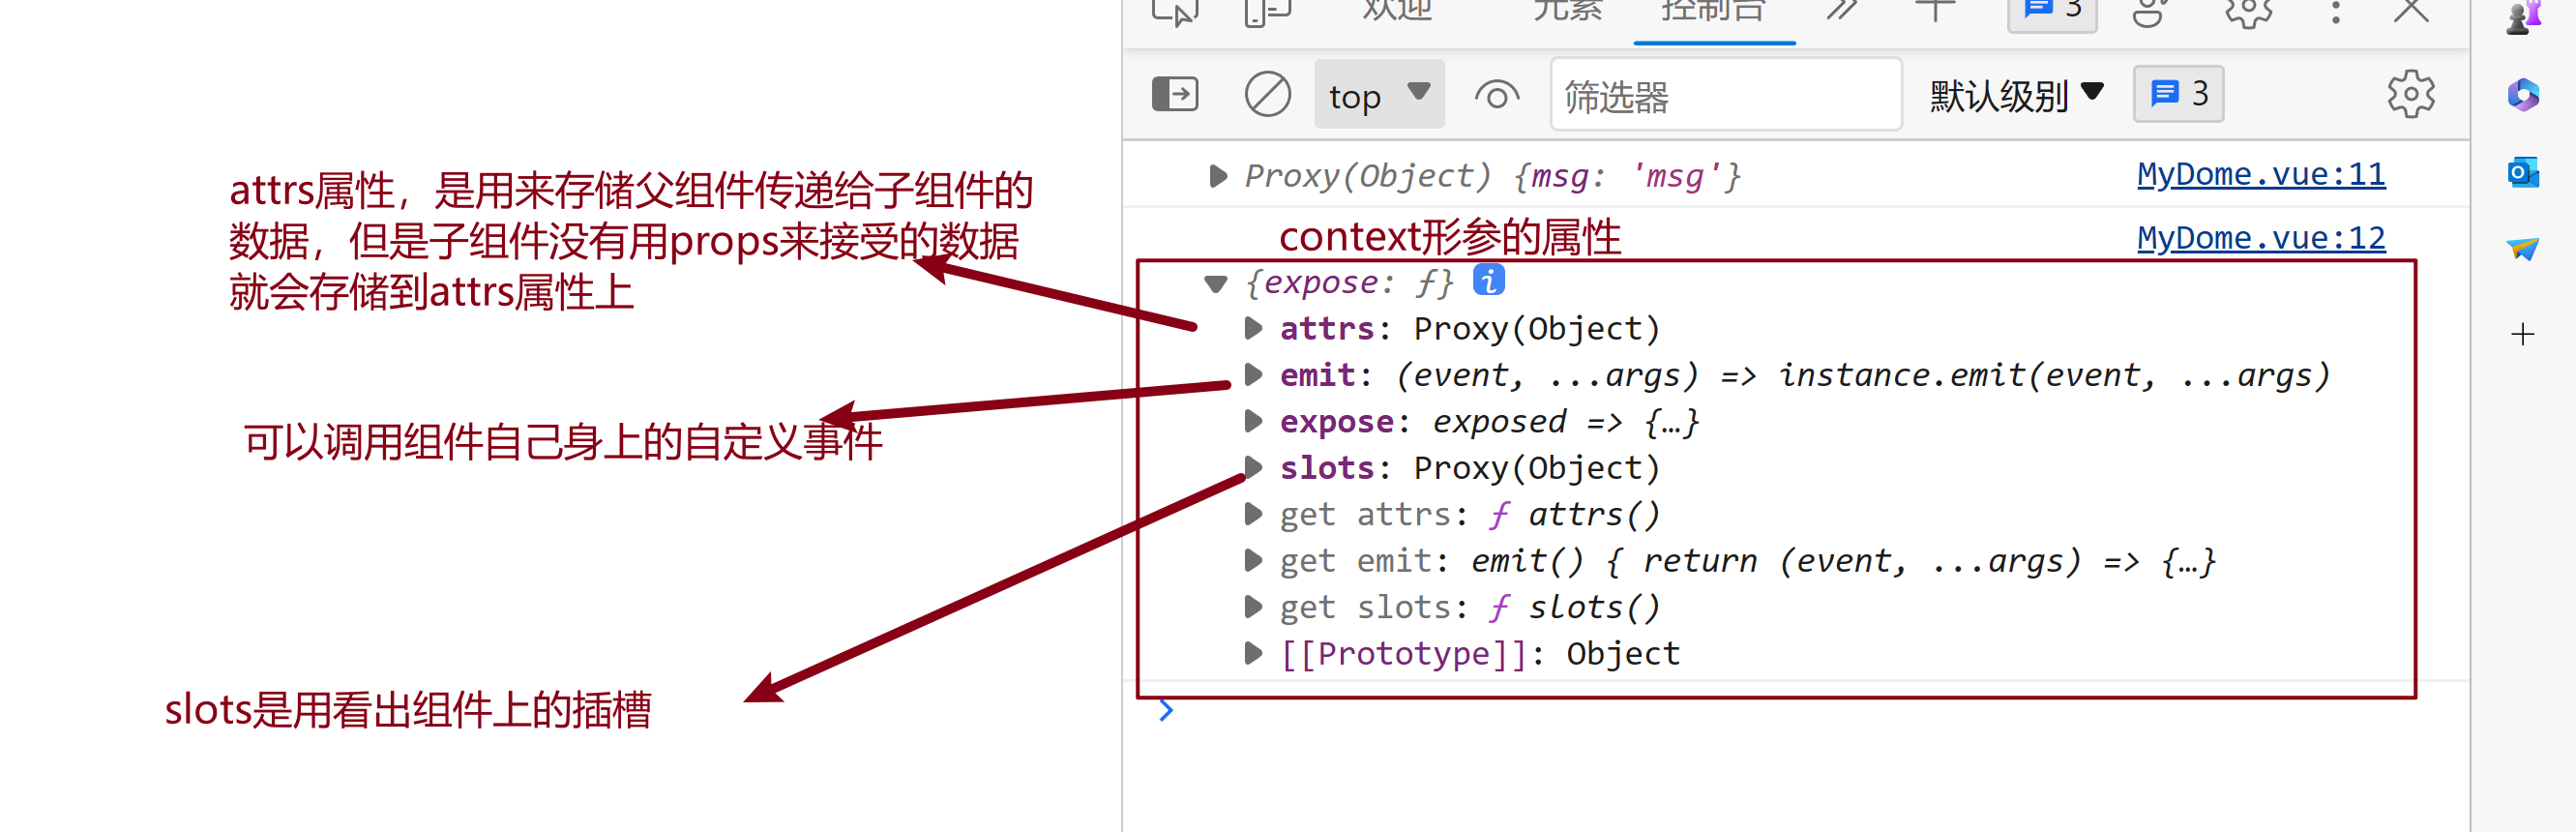 欢迎 元素 控制台 3
top 筛选器 默认级别 3
Proxy(Object) {msg: 'msg'} MyDome.vue:11
context形参的属性 MyDome.vue:12
{expose: ƒ} i
attrs: Proxy(Object)
emit: (event, ...args) => instance.emit(event, ...args)
expose: exposed => {…}
slots: Proxy(Object)
get attrs: ƒ attrs()
get emit: emit() { return (event, ...args) => {…}
get slots: ƒ slots()
[[Prototype]]: Object
attrs属性，是用来存储父组件传递给子组件的
数据，但是子组件没有用props来接受的数据
就会存储到attrs属性上
可以调用组件自己身上的自定义事件
slots是用看出组件上的插槽